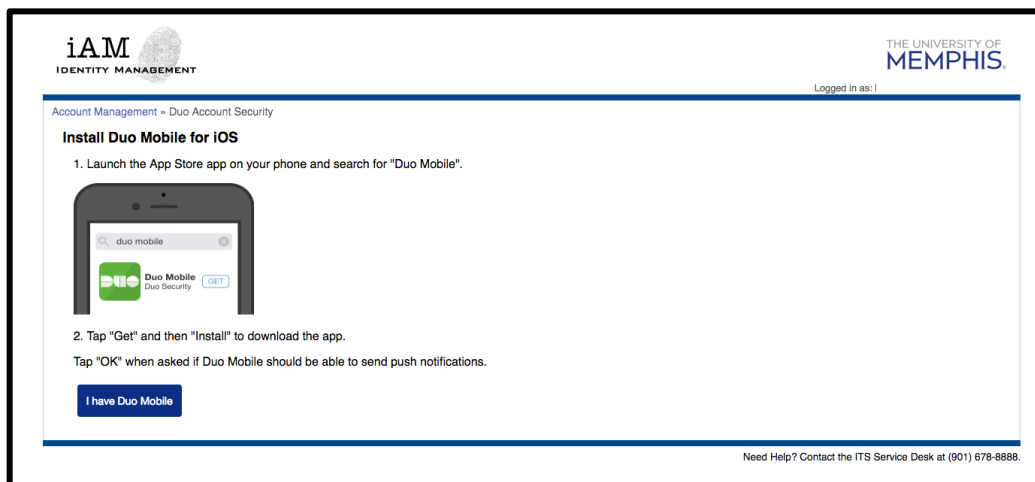 iAM
IDENTITY MANAGEMENT
THE UNIVERSITY OF
MEMPHIS.
Logged in as: l
Account Management » Duo Account Security
Install Duo Mobile for iOS
1. Launch the App Store app on your phone and search for "Duo Mobile".
duo mobile
DUO
Duo Mobile
Duo Security
GET
2. Tap "Get" and then "Install" to download the app.
Tap "OK" when asked if Duo Mobile should be able to send push notifications.
I have Duo Mobile
Need Help? Contact the ITS Service Desk at (901) 678-8888.